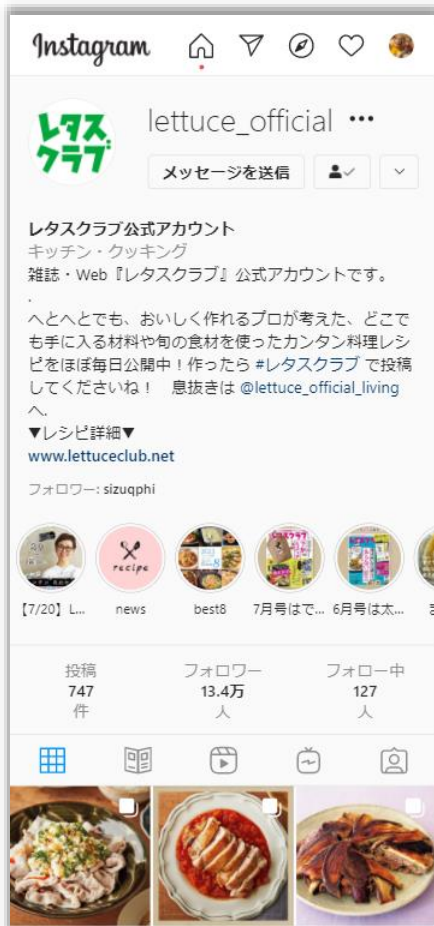 Instagram
レタス
クラブ
lettuce_official •••
メッセージを送信
レタスクラブ公式アカウント
キッチン・クッキング
雑誌・Web『レタスクラブ』公式アカウントです。
.
へとへとでも、おいしく作れるプロが考えた、どこで
も手に入る材料や旬の食材を使ったカンタン料理レシ
ピをほぼ毎日公開中！作ったら #レタスクラブ で投稿
してくださいね！　息抜きは @lettuce_official_living
へ.
▼レシピ詳細▼
www.lettuceclub.net
フォロワー: sizuqphi
recipe
【7/20】L... news best8 7月号はで... 6月号は太...
投稿 フォロワー フォロー中
747 13.4万 127
件 人 人